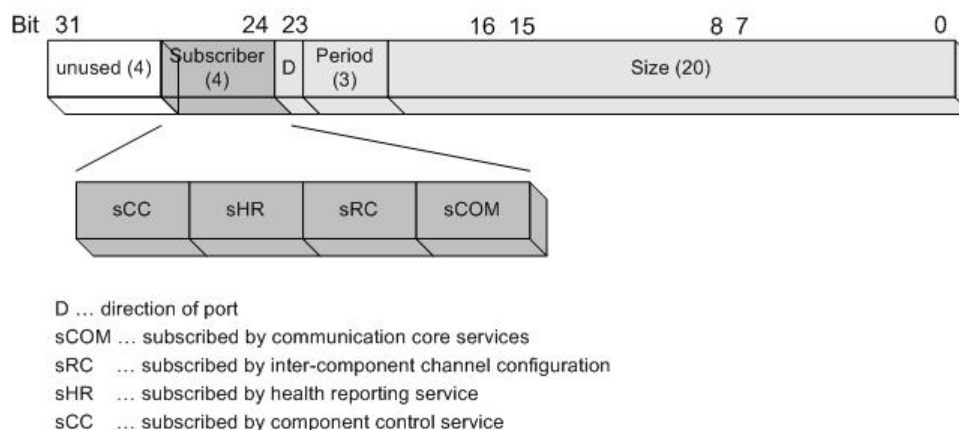 Bit 31 24 23 16 15 8 7 0
unused (4) Subscriber (4) D Period (3) Size (20)
sCC sHR sRC sCOM
D ... direction of port
sCOM ... subscribed by communication core services
sRC ... subscribed by inter-component channel configuration
sHR ... subscribed by health reporting service
sCC ... subscribed by component control service